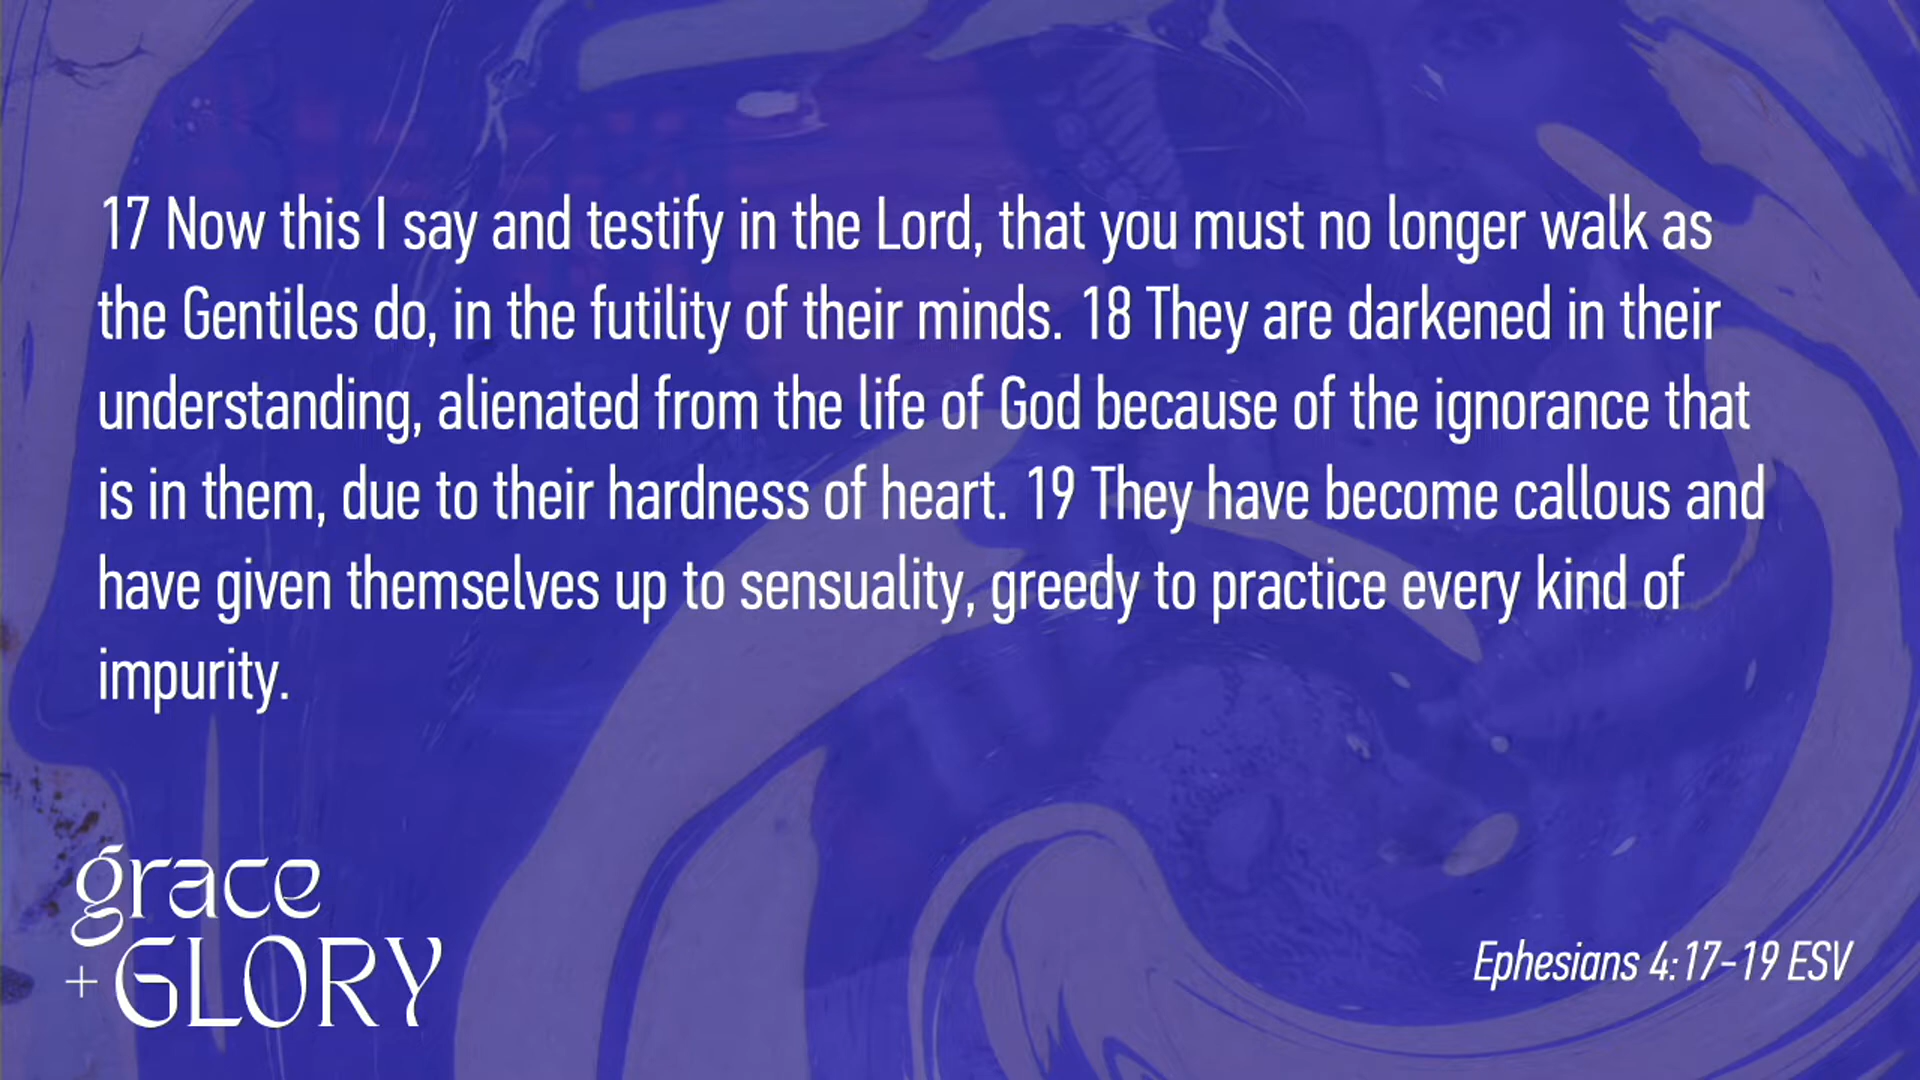 17 Now this I say and testify in the Lord, that you must no longer walk as
the Gentiles do, in the futility of their minds. 18 They are darkened in their
understanding, alienated from the life of God because of the ignorance that
is in them, due to their hardness of heart. 19 They have become callous and
have given themselves up to sensuality, greedy to practice every kind of
impurity.
grace
+ GLORY
Ephesians 4:17-19 ESV